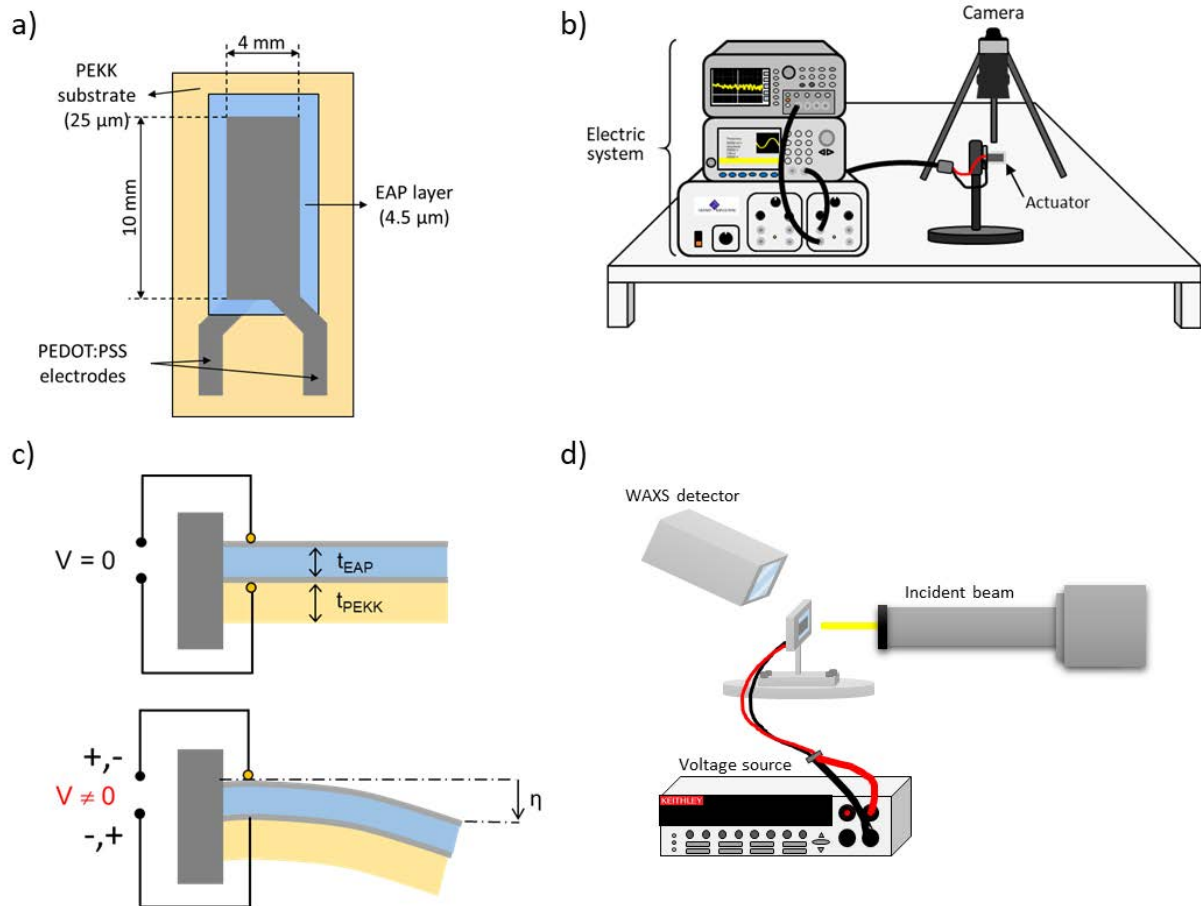 a)
4 mm
PEKK
substrate
(25 µm)
10 mm
EAP layer
(4.5 µm)
PEDOT:PSS
electrodes
b)
Camera
Electric
system
Actuator
c)
V = 0
tEAP
tPEKK
+,-
V ≠ 0
-,+
η
d)
WAXS detector
Incident beam
Voltage source
KEITHLEY